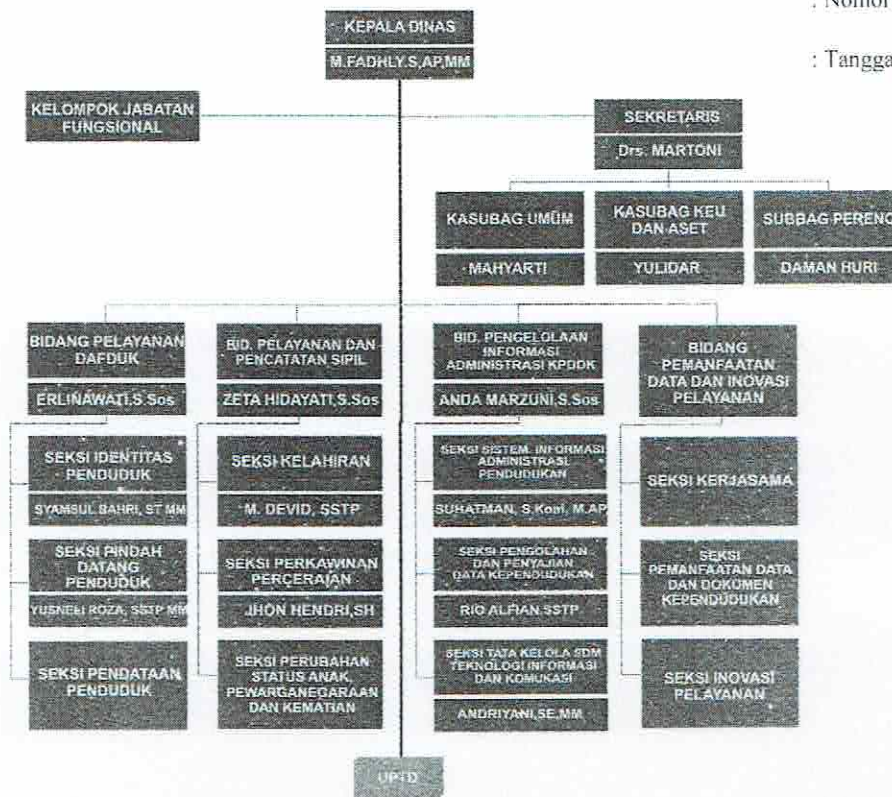 : Nomor
: Tangga
KEPALA DINAS
M.FADHLY.S,AP,MM
KELOMPOK JABATAN
FUNGSIONAL
SEKRETARIS
Drs. MARTONI
KASUBAG UMUM
MAHYARTI
KASUBAG KEU
DAN ASET
YULIDAR
SUBBAG PERENC
DAMAN HURI
BIDANG PELAYANAN
DAFDUK
ERLINAWATI,S.Sos
SEKSI IDENTITAS
PENDUDUK
SYAMSUL BAHRI, ST MM
SEKSI PINDAH
DATANG
PENDUDUK
YUSNELI ROZA, SSTP MM
SEKSI PENDATAAN
PENDUDUK
BID. PELAYANAN DAN
PENCATATAN SIPIL
ZETA HIDAYATI,S.Sos
SEKSI KELAHIRAN
M. DEVID, SSTP
SEKSI PERKAWINAN
PERCERAIAN
JHON HENDRI,SH
SEKSI PERUBAHAN
STATUS ANAK,
PEWARGANEGARAAN
DAN KEMATIAN
BID. PENGELOLAAN
INFORMASI
ADMINISTRASI KPDDK
ANDA MARZUNI,S.Sos
SEKSI SISTEM. INFORMASI
ADMINISTRASI
PENDUDUKAN
SUHATMAN, S.Kom, M.AP
SEKSI PENGOLAHAN
DAN PENYAJIAN
DATA KEPENDUDUKAN
RIO ALFIAN.SSTP
SEKSI TATA KELOLA SDM
TEKNOLOGI INFORMASI
DAN KOMUKASI
ANDRIYANI,SE,MM
BIDANG
PEMANFAATAN
DATA DAN INOVASI
PELAYANAN
SEKSI KERJASAMA
SEKSI
PEMANFAATAN DATA
DAN DOKUMEN
KEPENDUDUKAN
SEKSI INOVASI
PELAYANAN
UPTD